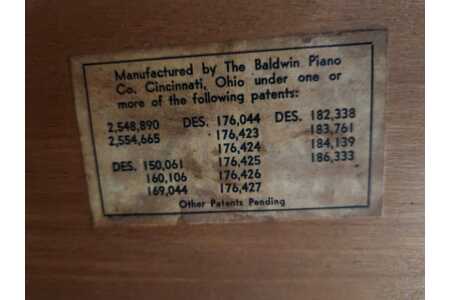 Manufactured by The Baldwin Piano
Co. Cincinnati, Ohio under one or
more of the following patents:
2,548,890 DES. 176,044 DES. 182,338
2,554,665 176,423 183,761
176,424 184,139
DES. 150,061 176,425 186,333
160,106 176,426
169,044 176,427
Other Patents Pending